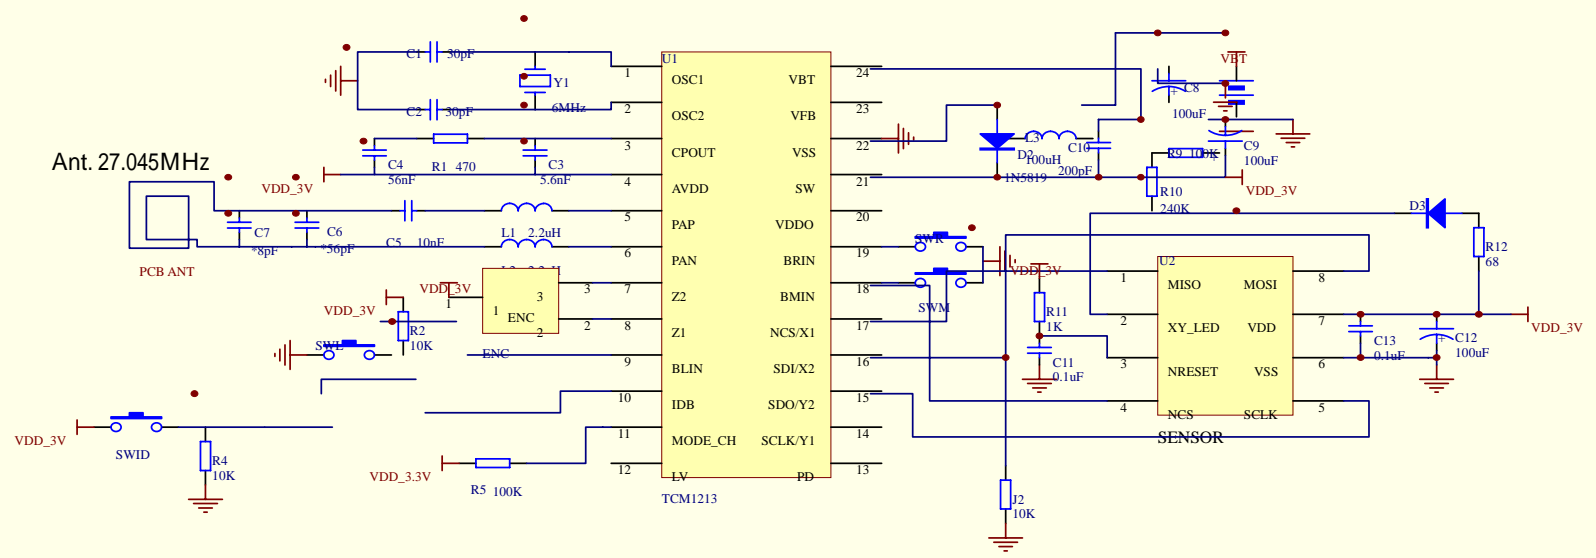 Ant. 27.045MHz
C1 30pF
Y1
6MHz
C2 30pF
C4
56nF
R1 470
C3
5.6nF
VDD_3V
C7
*8pF
C6
*56pF
C5 10nF
L1 2.2uH
PCB ANT
VDD_3V
VDD_3V
1
1 ENC
3
2
3
2
ENC
R2
10K
SWL
VDD_3V
SWID
R4
10K
VDD_3.3V
R5 100K
U1
1 OSC1
2 OSC2
3 CPOUT
4 AVDD
5 PAP
6 PAN
7 Z2
8 Z1
9 BLIN
10 IDB
11 MODE_CH
12 LV
VBT 24
VFB 23
VSS 22
SW 21
VDDO 20
BRIN 19
BMIN 18
NCS/X1 17
SDI/X2 16
SDO/Y2 15
SCLK/Y1 14
PD 13
TCM1213
VBT
C8
100uF
L3
100uH
D2
1N5819
C10
200pF
R9 100K
C9
100uF
VDD_3V
R10
240K
SWR
SWM
VDD_3V
R11
1K
C11
0.1uF
J2
10K
U2
1 MISO
2 XY_LED
3 NRESET
4 NCS
MOSI 8
VDD 7
VSS 6
SCLK 5
SENSOR
D3
R12
68
VDD_3V
C13
0.1uF
C12
100uF